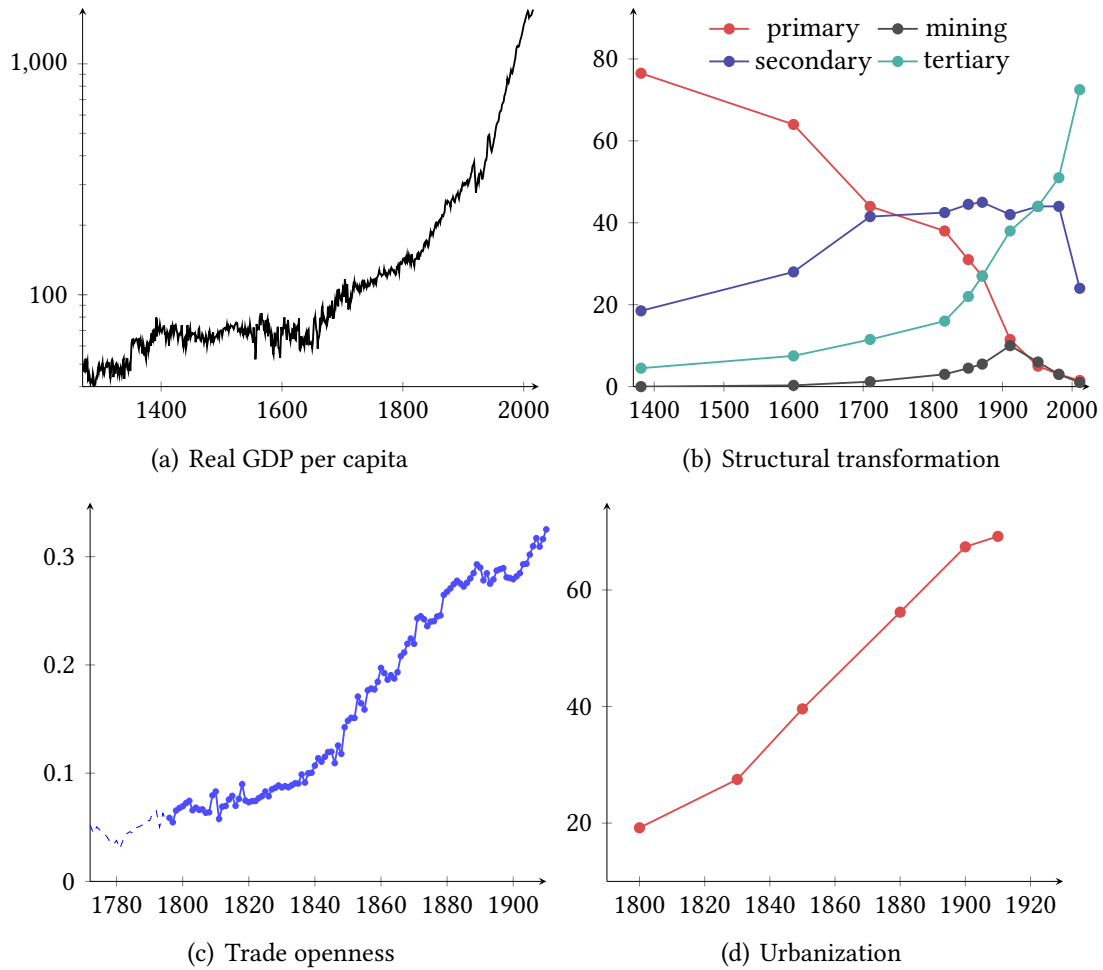 1,000
100
1400 1600 1800 2000
(a) Real GDP per capita
primary mining
secondary tertiary
80
60
40
20
0
1400 1500 1600 1700 1800 1900 2000
(b) Structural transformation
0.3
0.2
0.1
0
1780 1800 1820 1840 1860 1880 1900
(c) Trade openness
60
40
20
1800 1820 1840 1860 1880 1900 1920
(d) Urbanization